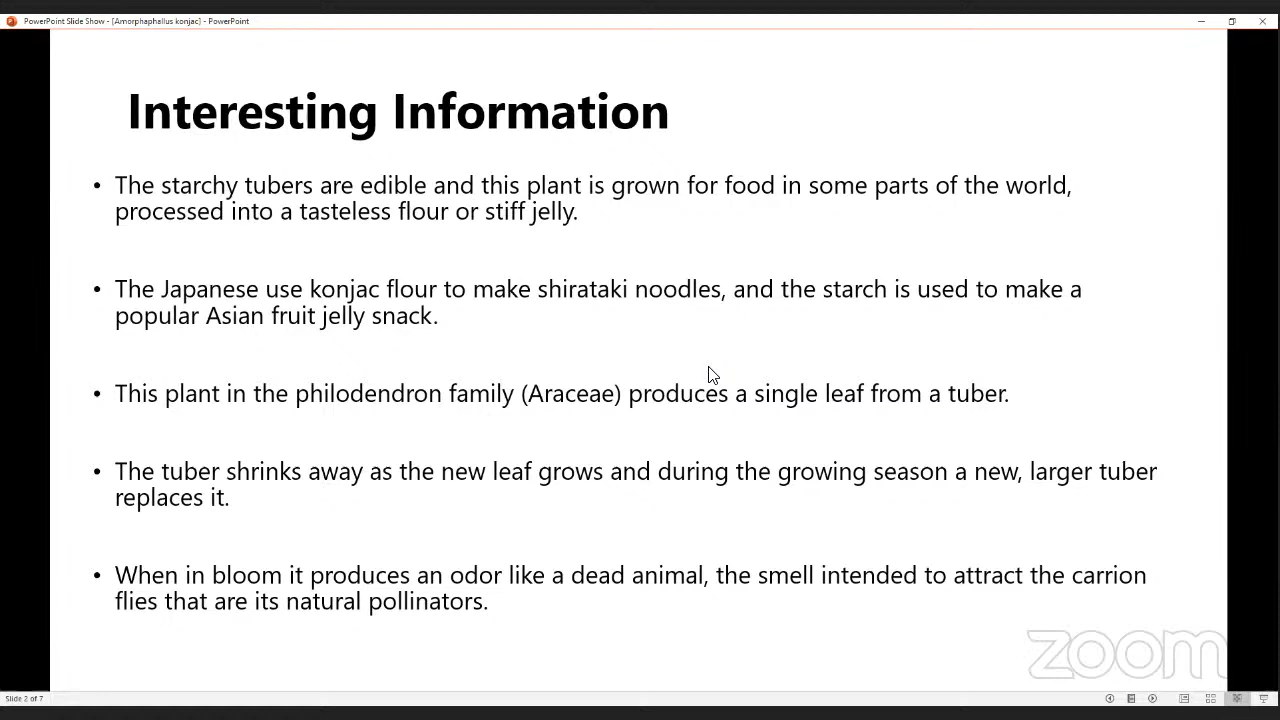 PowerPoint Slide Show - [Amorphaphallus konjac] - PowerPoint
Interesting Information
• The starchy tubers are edible and this plant is grown for food in some parts of the world,
processed into a tasteless flour or stiff jelly.
• The Japanese use konjac flour to make shirataki noodles, and the starch is used to make a
popular Asian fruit jelly snack.
• This plant in the philodendron family (Araceae) produces a single leaf from a tuber.
• The tuber shrinks away as the new leaf grows and during the growing season a new, larger tuber
replaces it.
• When in bloom it produces an odor like a dead animal, the smell intended to attract the carrion
flies that are its natural pollinators.
zoom
Slide 2 of 7